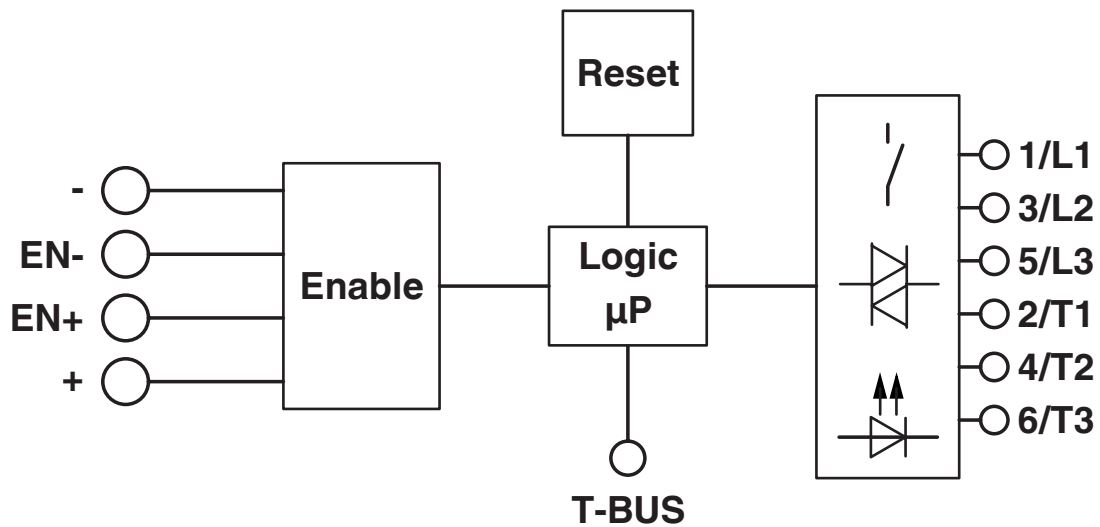 Reset
-
EN-
EN+
+
Enable
Logic
µP
T-BUS
1/L1
3/L2
5/L3
2/T1
4/T2
6/T3